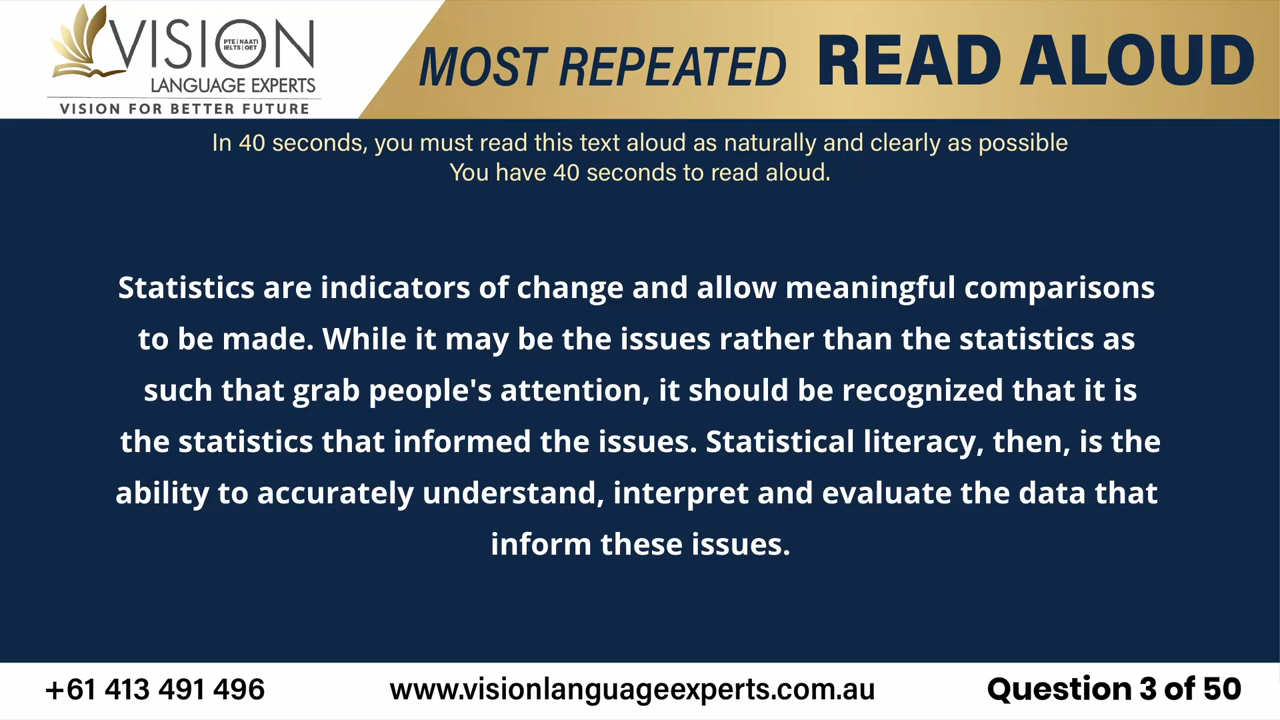 VISION
PTE | NAATI
IELTS | OET
LANGUAGE EXPERTS
VISION FOR BETTER FUTURE
MOST REPEATED READ ALOUD
In 40 seconds, you must read this text aloud as naturally and clearly as possible
You have 40 seconds to read aloud.
Statistics are indicators of change and allow meaningful comparisons
to be made. While it may be the issues rather than the statistics as
such that grab people's attention, it should be recognized that it is
the statistics that informed the issues. Statistical literacy, then, is the
ability to accurately understand, interpret and evaluate the data that
inform these issues.
+61 413 491 496 www.visionlanguageexperts.com.au Question 3 of 50